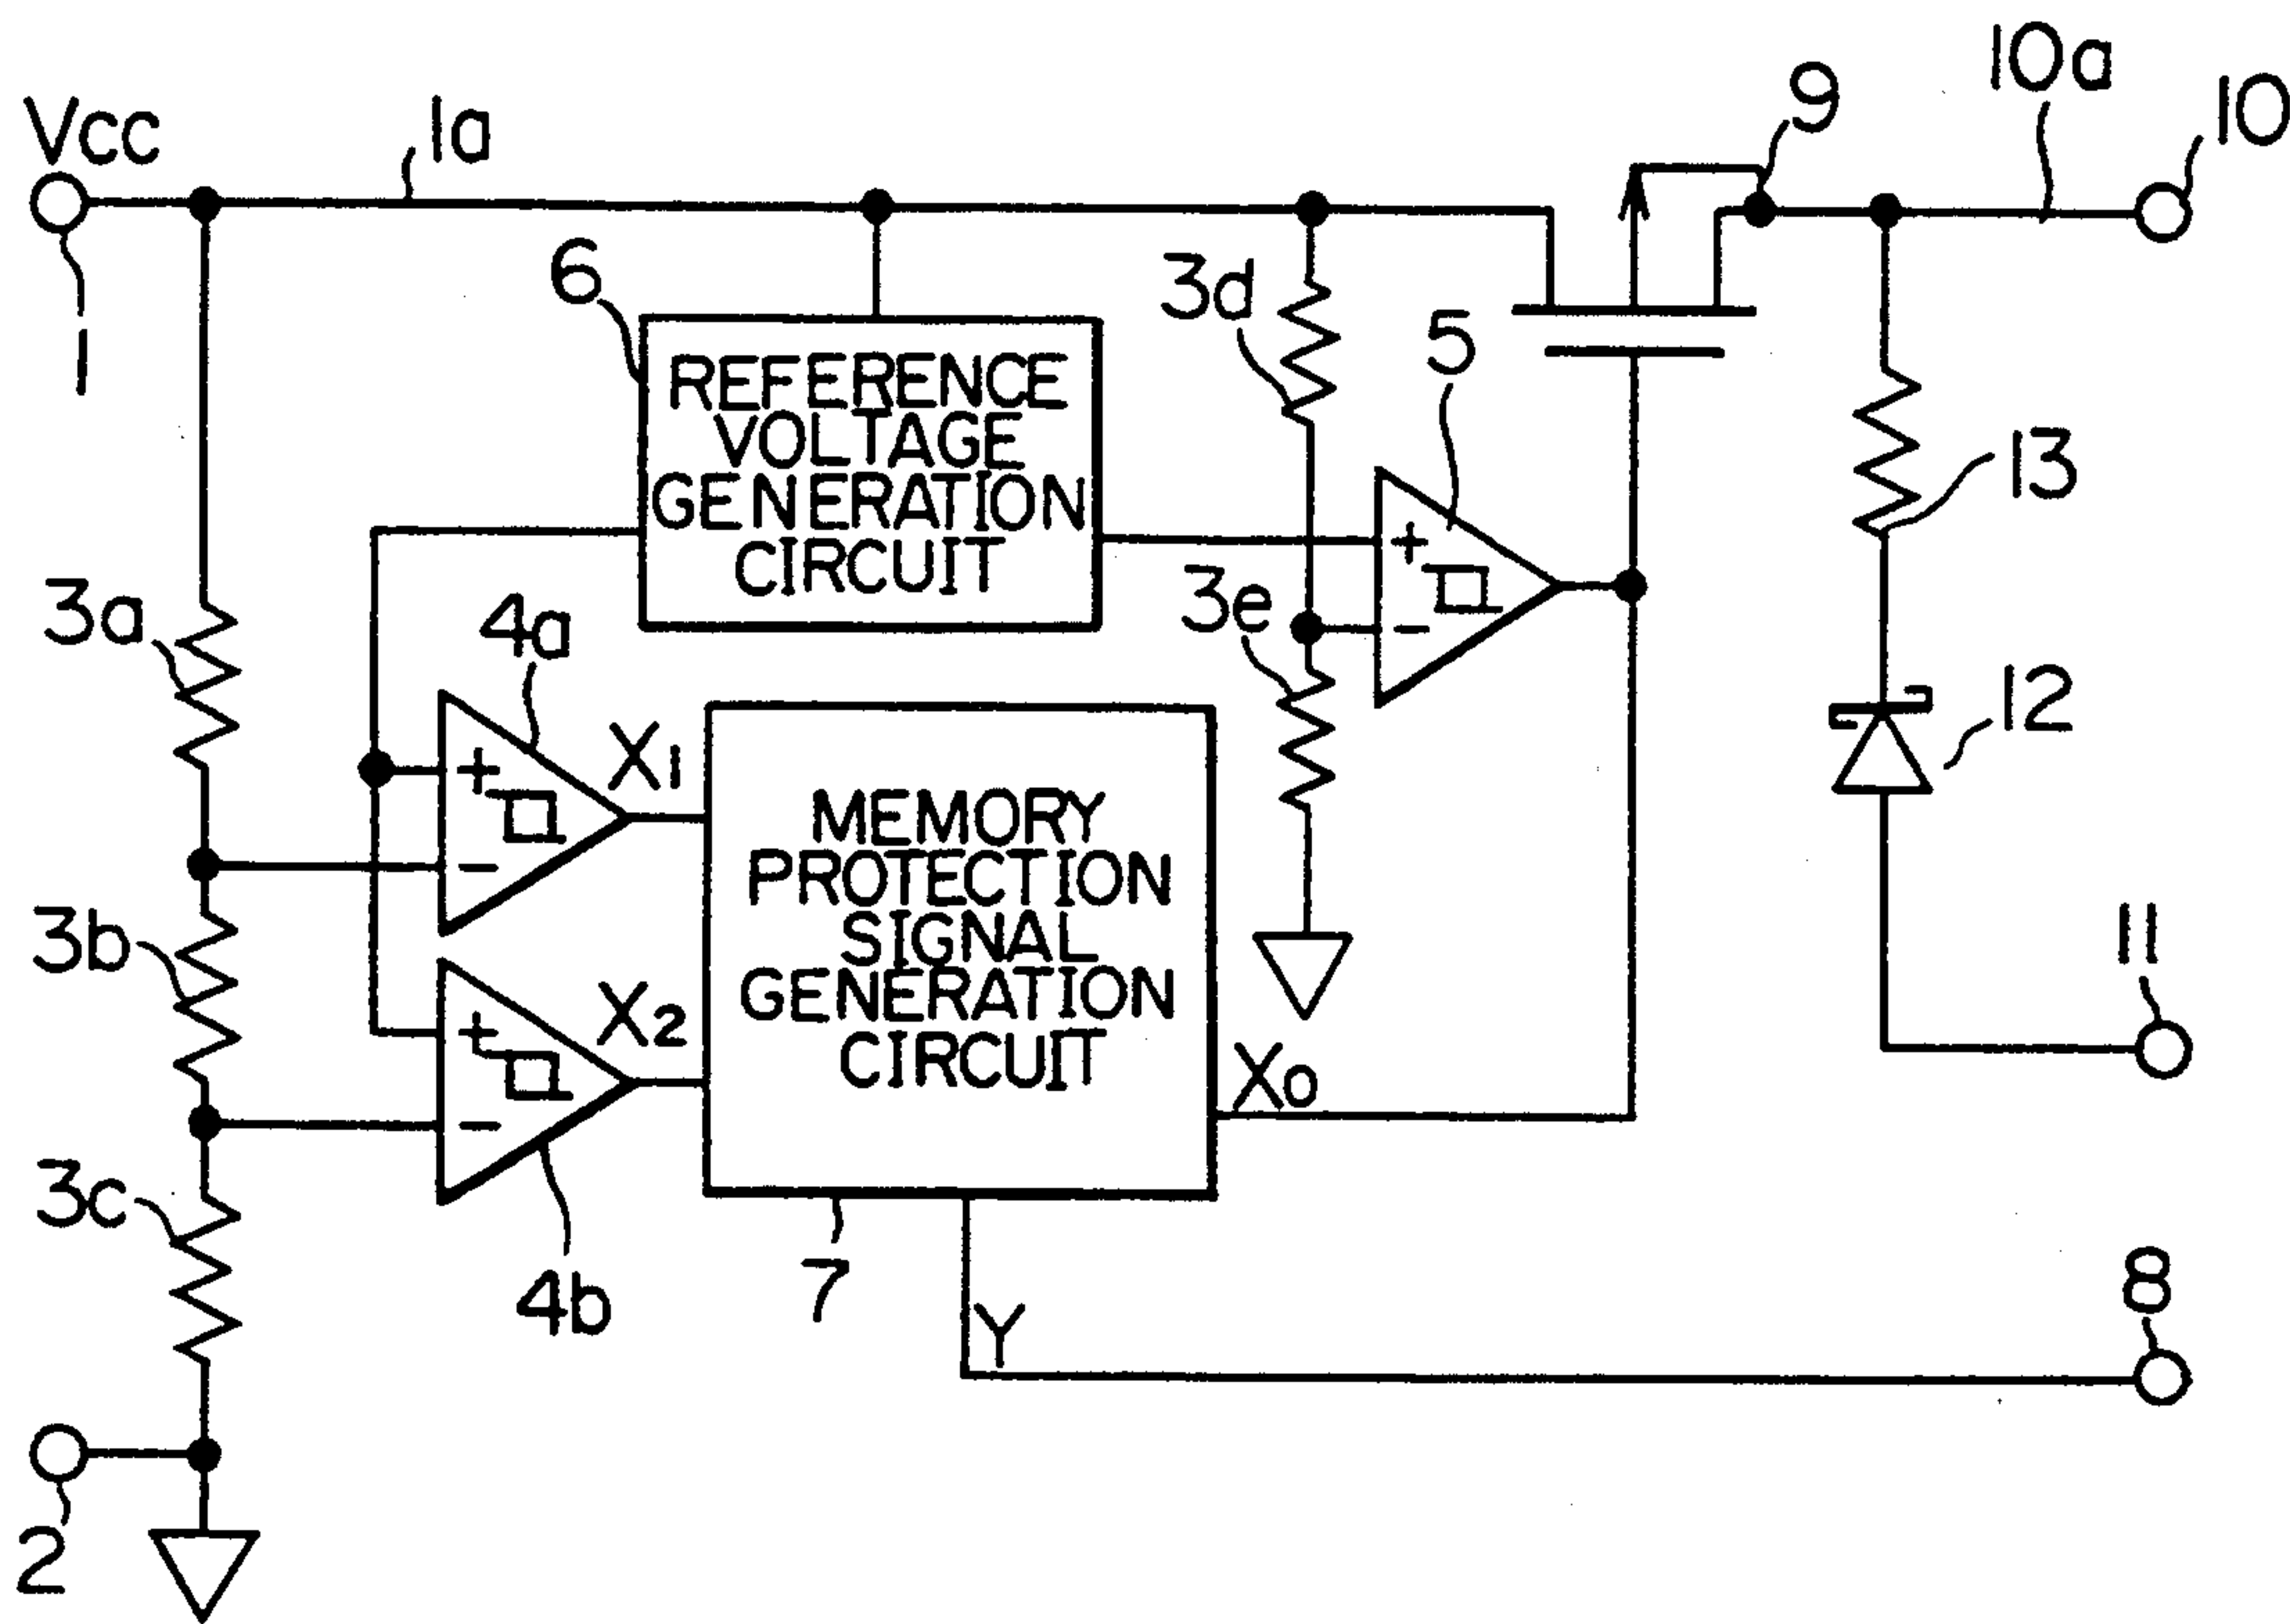 Vcc
1a
9
10a
10
1
6
3d
5
REFERENCE
VOLTAGE
GENERATION
CIRCUIT
13
+
-
3a
4a
3e
12
X1
+
-
MEMORY
PROTECTION
SIGNAL
GENERATION
CIRCUIT
3b
11
X2
+
-
X0
3c
4b
7
Y
8
2